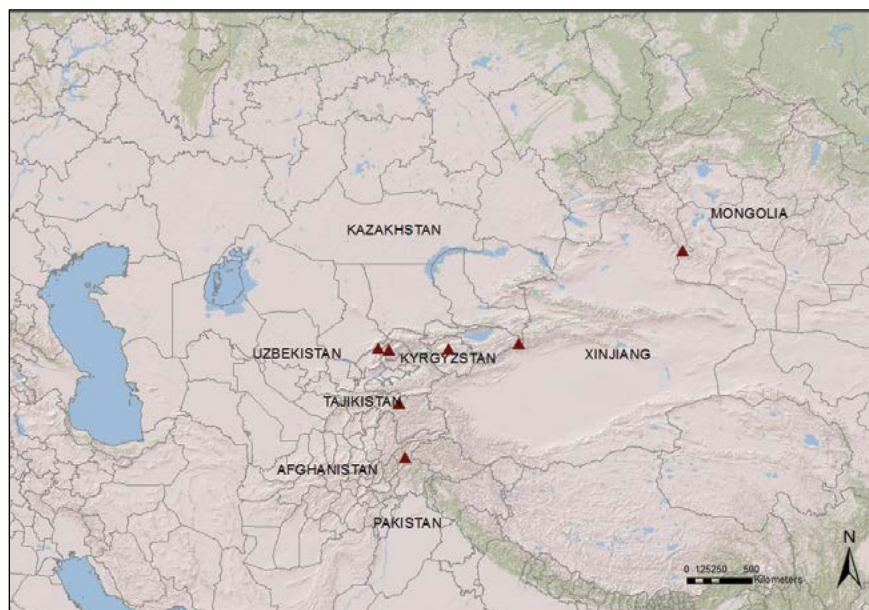 MONGOLIA
KAZAKHSTAN
UZBEKISTAN
KYRGYZSTAN
XINJIANG
TAJIKISTAN
AFGHANISTAN
PAKISTAN
N
0 125250 500
Kilometers